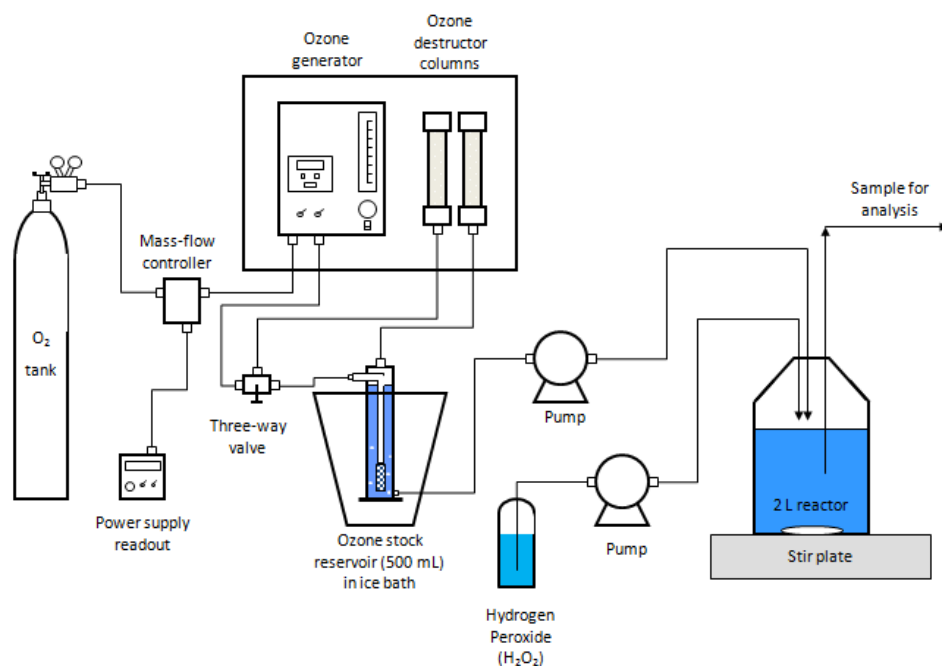 Ozone
generator
Ozone
destructor
columns
Sample for
analysis
Mass-flow
controller
O₂
tank
Three-way
valve
Pump
Power supply
readout
Ozone stock
reservoir (500 mL)
in ice bath
Pump
2 L reactor
Stir plate
Hydrogen
Peroxide
(H₂O₂)